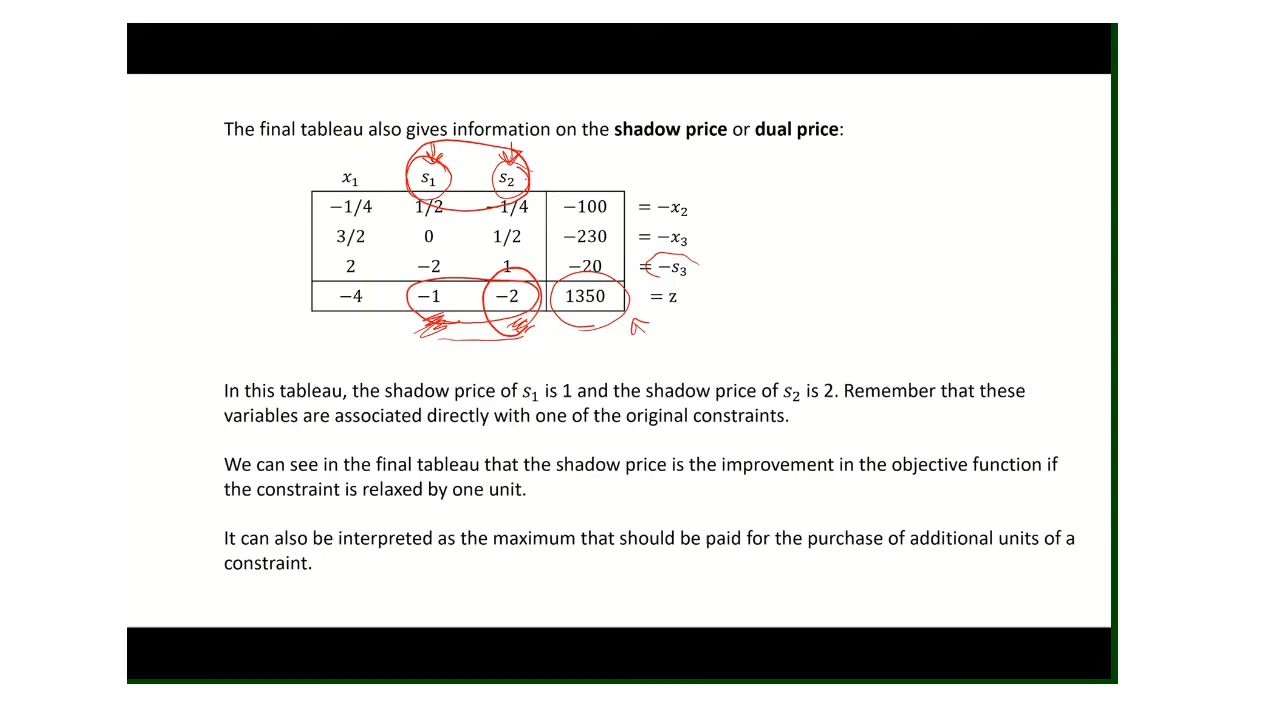 The final tableau also gives information on the shadow price or dual price:
x₁ s₁ s₂
−1/4 1/2 −1/4 −100 = −x₂
3/2 0 1/2 −230 = −x₃
2 −2 1 −20 = −s₃
−4 −1 −2 1350 = z
In this tableau, the shadow price of s₁ is 1 and the shadow price of s₂ is 2. Remember that these
variables are associated directly with one of the original constraints.
We can see in the final tableau that the shadow price is the improvement in the objective function if
the constraint is relaxed by one unit.
It can also be interpreted as the maximum that should be paid for the purchase of additional units of a
constraint.